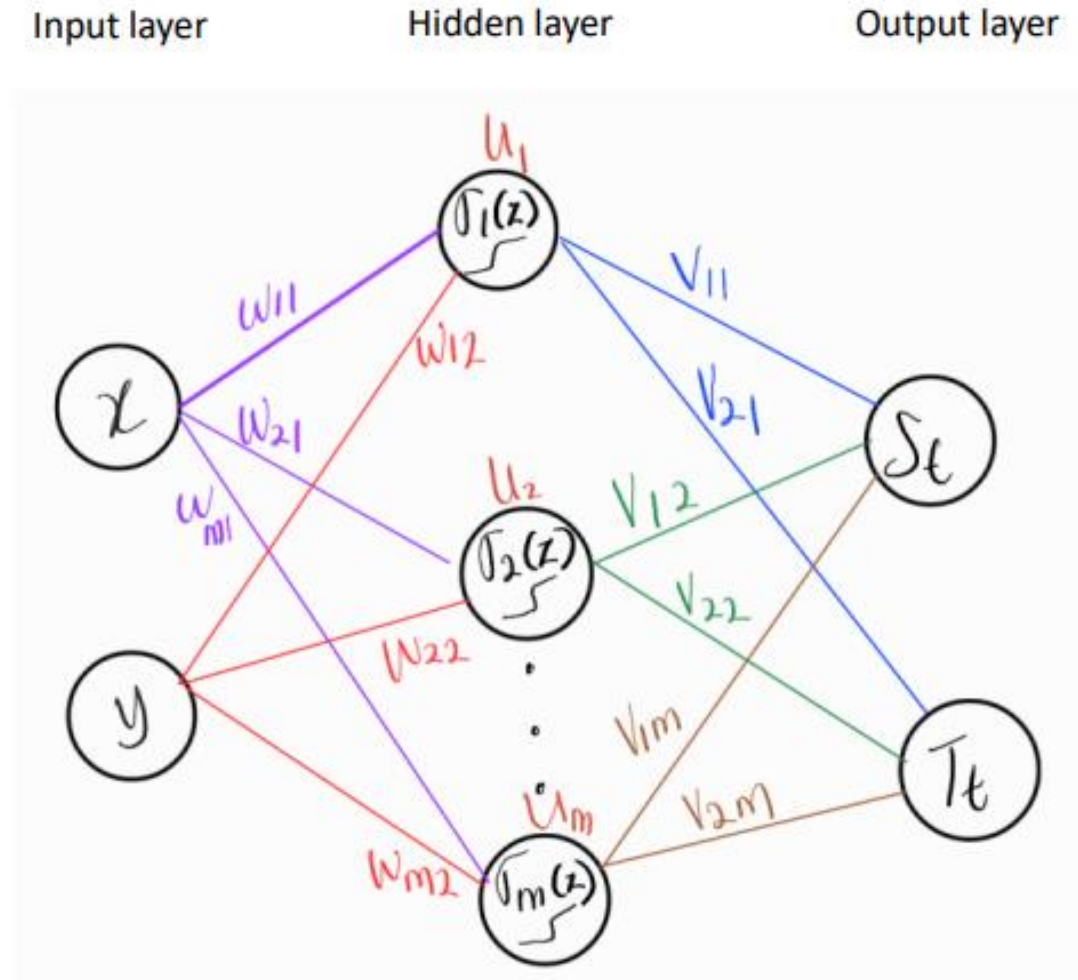 Input layer
Hidden layer
Output layer
U₁
σ₁(z)
V₁₁
W₁₁
W₁₂
x
W₂₁
V₂₁
Sₜ
U₂
V₁₂
Wₘ₁
σ₂(z)
V₂₂
W₂₂
y
V₁ₘ
Tₜ
Uₘ
V₂ₘ
Wₘ₂
σₘ(z)